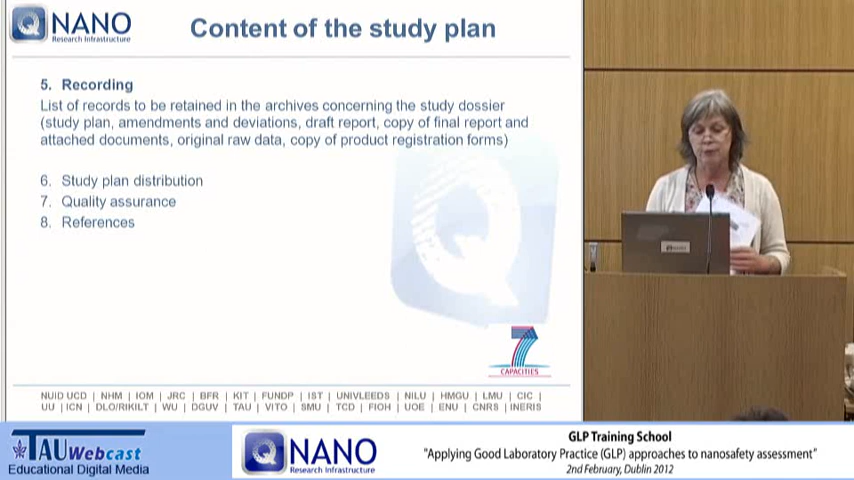 QNANO
Research Infrastructure
Content of the study plan
5. Recording
List of records to be retained in the archives concerning the study dossier
(study plan, amendments and deviations, draft report, copy of final report and
attached documents, original raw data, copy of product registration forms)
6. Study plan distribution
7. Quality assurance
8. References
7
CAPACITIES
NUID UCD | NHM | IOM | JRC | BFR | KIT | FUNDP | IST | UNIVLEEDS | NILU | HMGU | LMU | CIC |
UU | ICN | DLO/RIKILT | WU | DGUV | TAU | VITO | SMU | TCD | FIOH | UOE | ENU | CNRS | INERIS
TAU Webcast
Educational Digital Media
QNANO
Research Infrastructure
GLP Training School
"Applying Good Laboratory Practice (GLP) approaches to nanosafety assessment"
2nd February, Dublin 2012